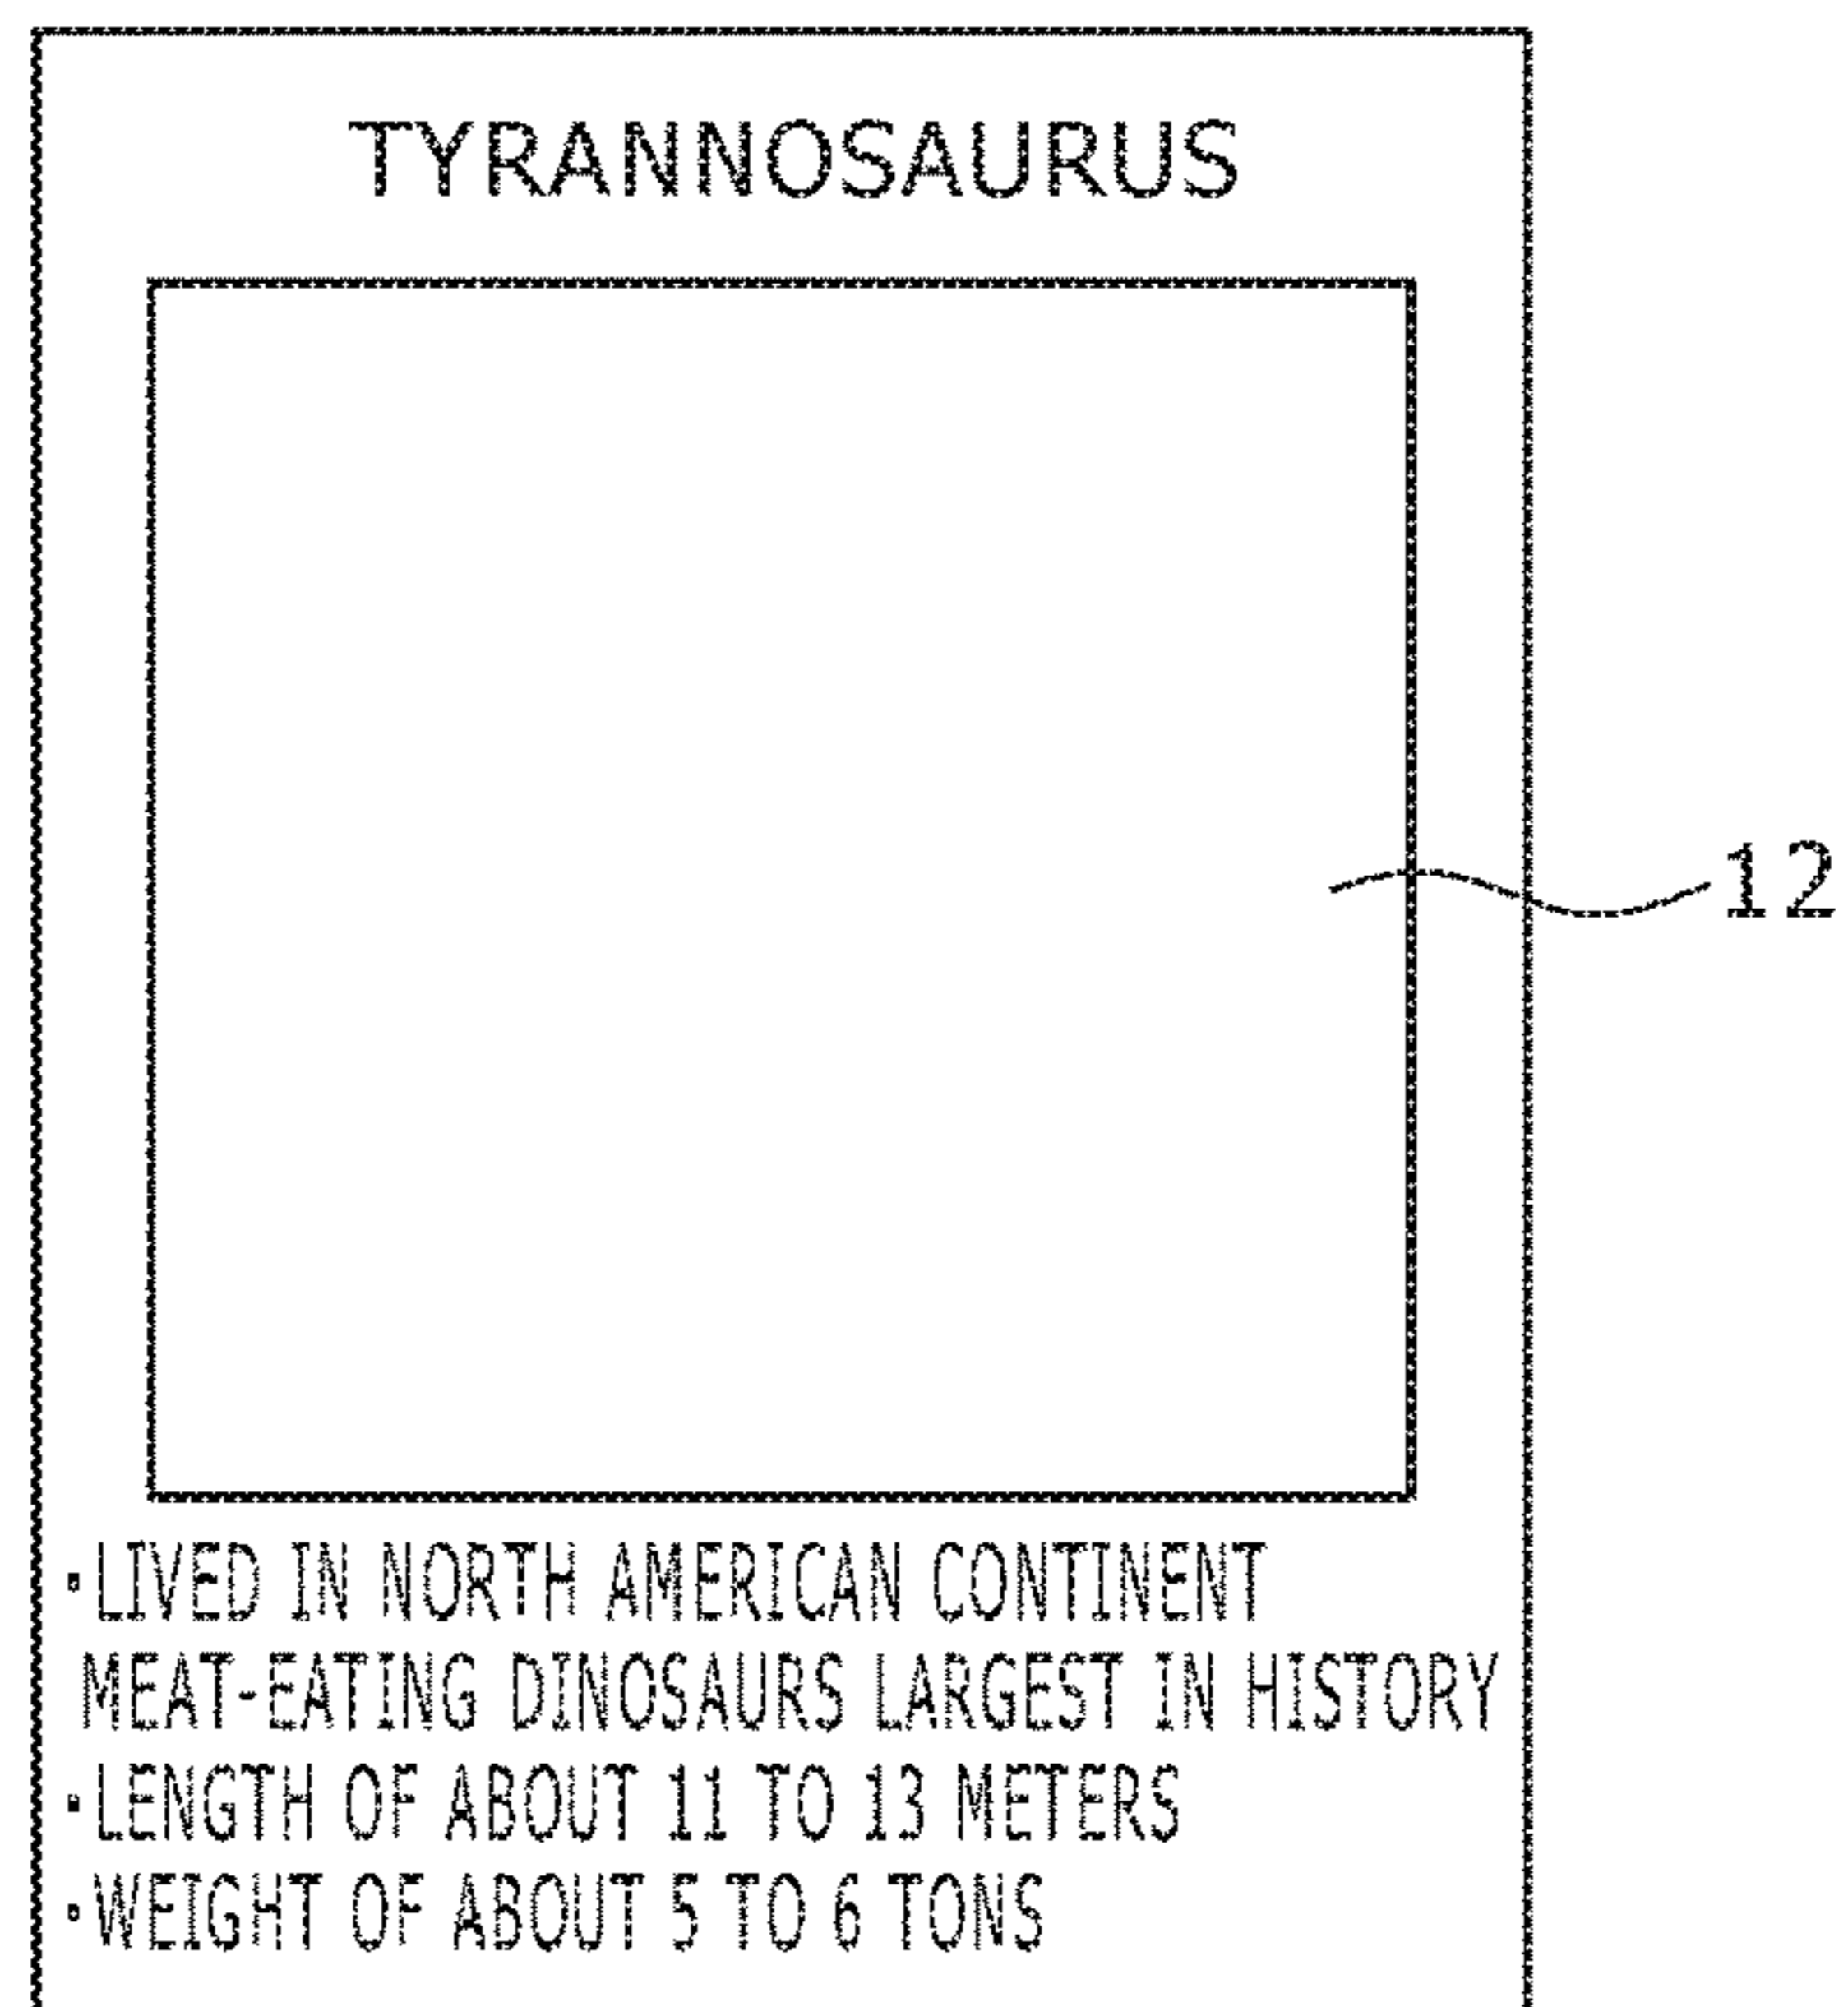 TYRANNOSAURUS
12
·LIVED IN NORTH AMERICAN CONTINENT
MEAT-EATING DINOSAURS LARGEST IN HISTORY
·LENGTH OF ABOUT 11 TO 13 METERS
·WEIGHT OF ABOUT 5 TO 6 TONS